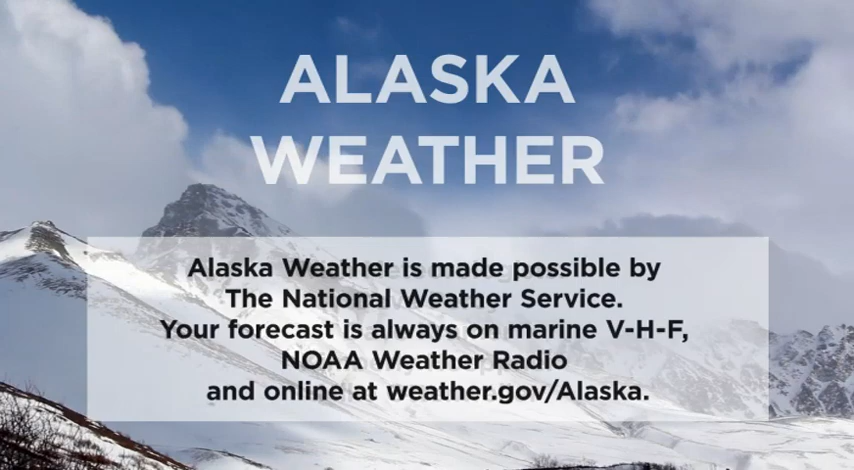 ALASKA
WEATHER
Alaska Weather is made possible by
The National Weather Service.
Your forecast is always on marine V-H-F,
NOAA Weather Radio
and online at weather.gov/Alaska.